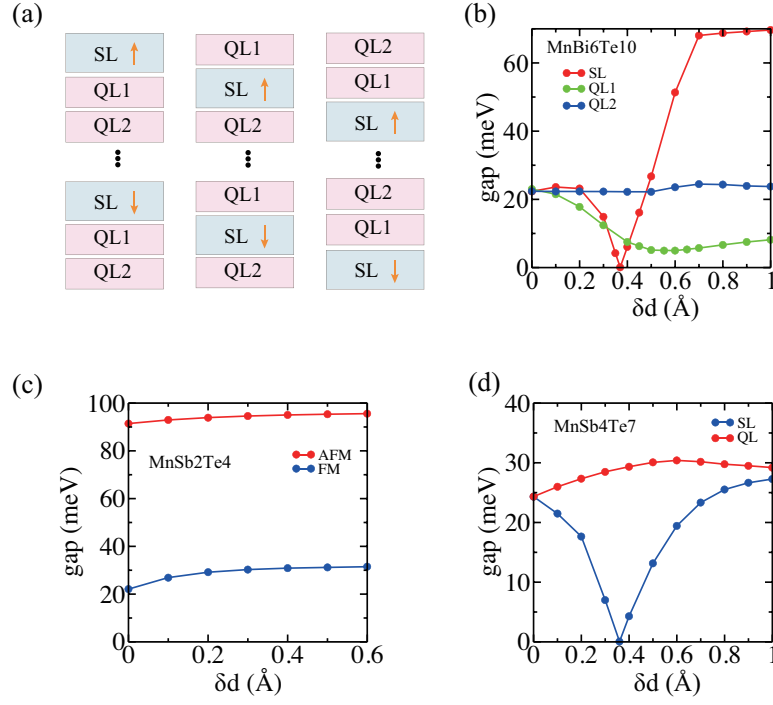 (a)
SL
QL1
QL2
SL
QL1
QL2
QL1
SL
QL2
QL1
SL
QL2
QL2
QL1
SL
QL2
QL1
SL
(b)
MnBi6Te10
SL
QL1
QL2
gap (meV)
60
40
20
0
0 0.2 0.4 0.6 0.8 1
δd (Å)
(c)
MnSb2Te4
AFM
FM
gap (meV)
100
80
60
40
20
0
0 0.2 0.4 0.6
δd (Å)
(d)
MnSb4Te7
SL
QL
gap (meV)
40
30
20
10
0
0 0.2 0.4 0.6 0.8 1
δd (Å)